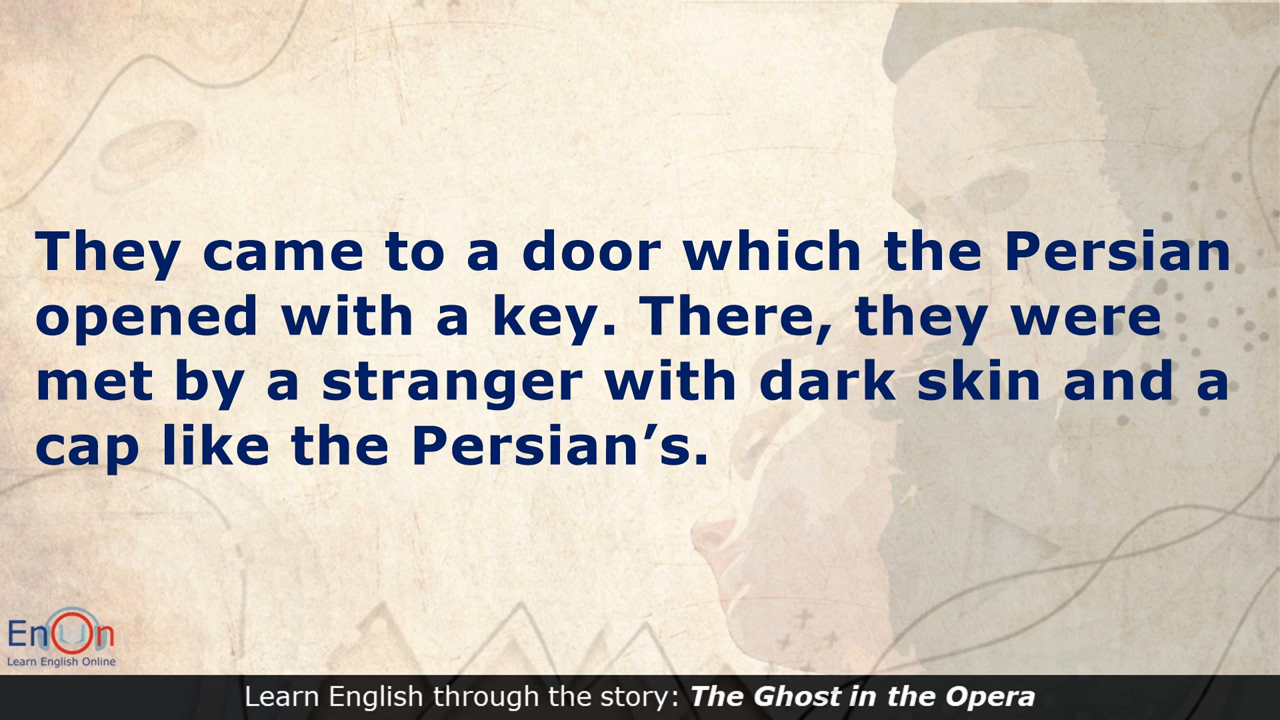 They came to a door which the Persian
opened with a key. There, they were
met by a stranger with dark skin and a
cap like the Persian’s.
EnOn
Learn English Online
Learn English through the story: The Ghost in the Opera